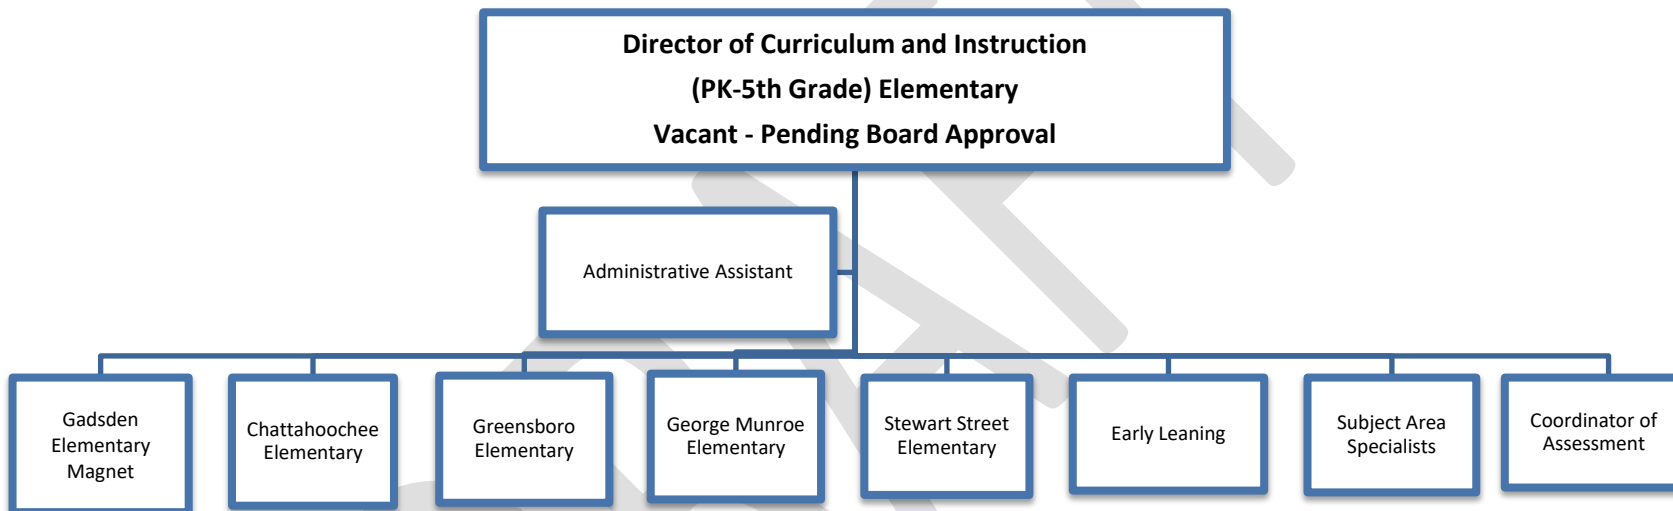 Director of Curriculum and Instruction
(PK-5th Grade) Elementary
Vacant - Pending Board Approval
Administrative Assistant
Gadsden
Elementary
Magnet
Chattahoochee
Elementary
Greensboro
Elementary
George Munroe
Elementary
Stewart Street
Elementary
Early Leaning
Subject Area
Specialists
Coordinator of
Assessment